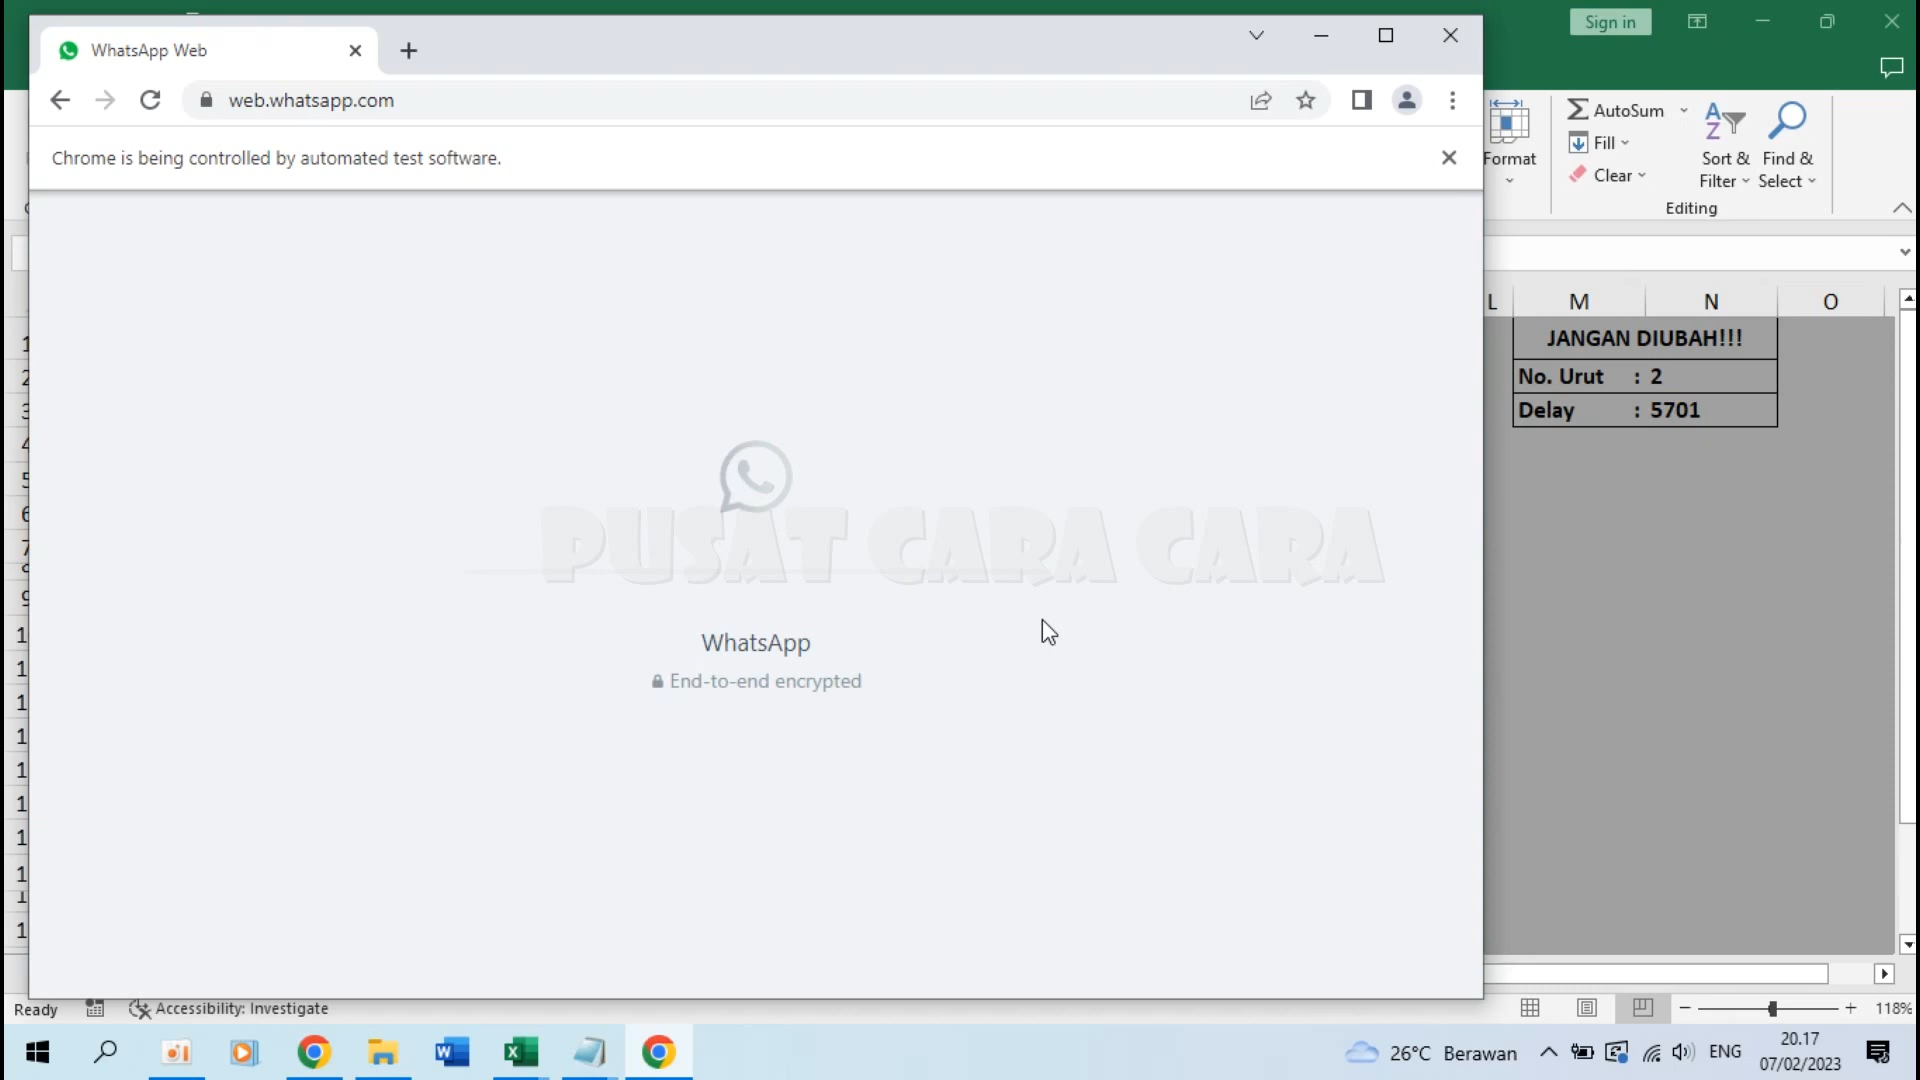 WhatsApp Web
Sign in
web.whatsapp.com
Chrome is being controlled by automated test software.
Format
AutoSum
Fill
Clear
Sort & Filter
Find & Select
Editing
L M N O
JANGAN DIUBAH!!!
No. Urut : 2
Delay : 5701
PUSAT CARA CARA
WhatsApp
End-to-end encrypted
Ready
Accessibility: Investigate
118%
26°C Berawan
ENG
20.17
07/02/2023